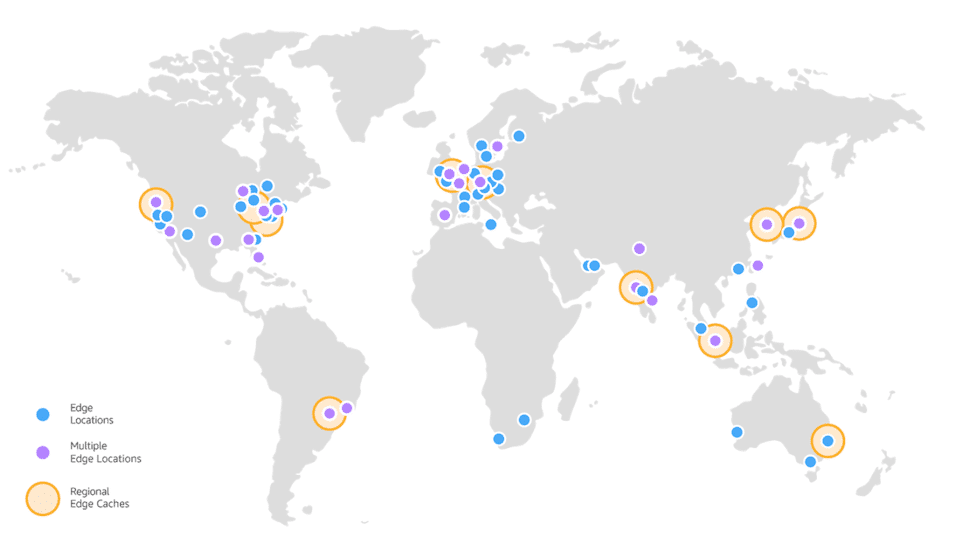 Edge
Locations
Multiple
Edge Locations
Regional
Edge Caches